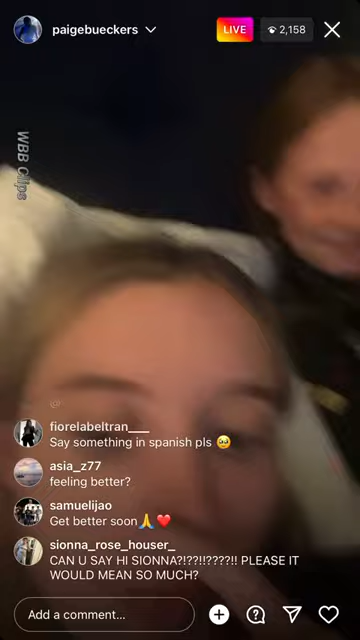 paigebueckers
LIVE
2,158
WBB Clips
@
fiorelabeltran___
Say something in spanish pls 🥺
asia_z77
feeling better?
samuelijao
Get better soon🙏❤️
sionna_rose_houser_
CAN U SAY HI SIONNA?!??!!????!! PLEASE IT
WOULD MEAN SO MUCH?
Add a comment...